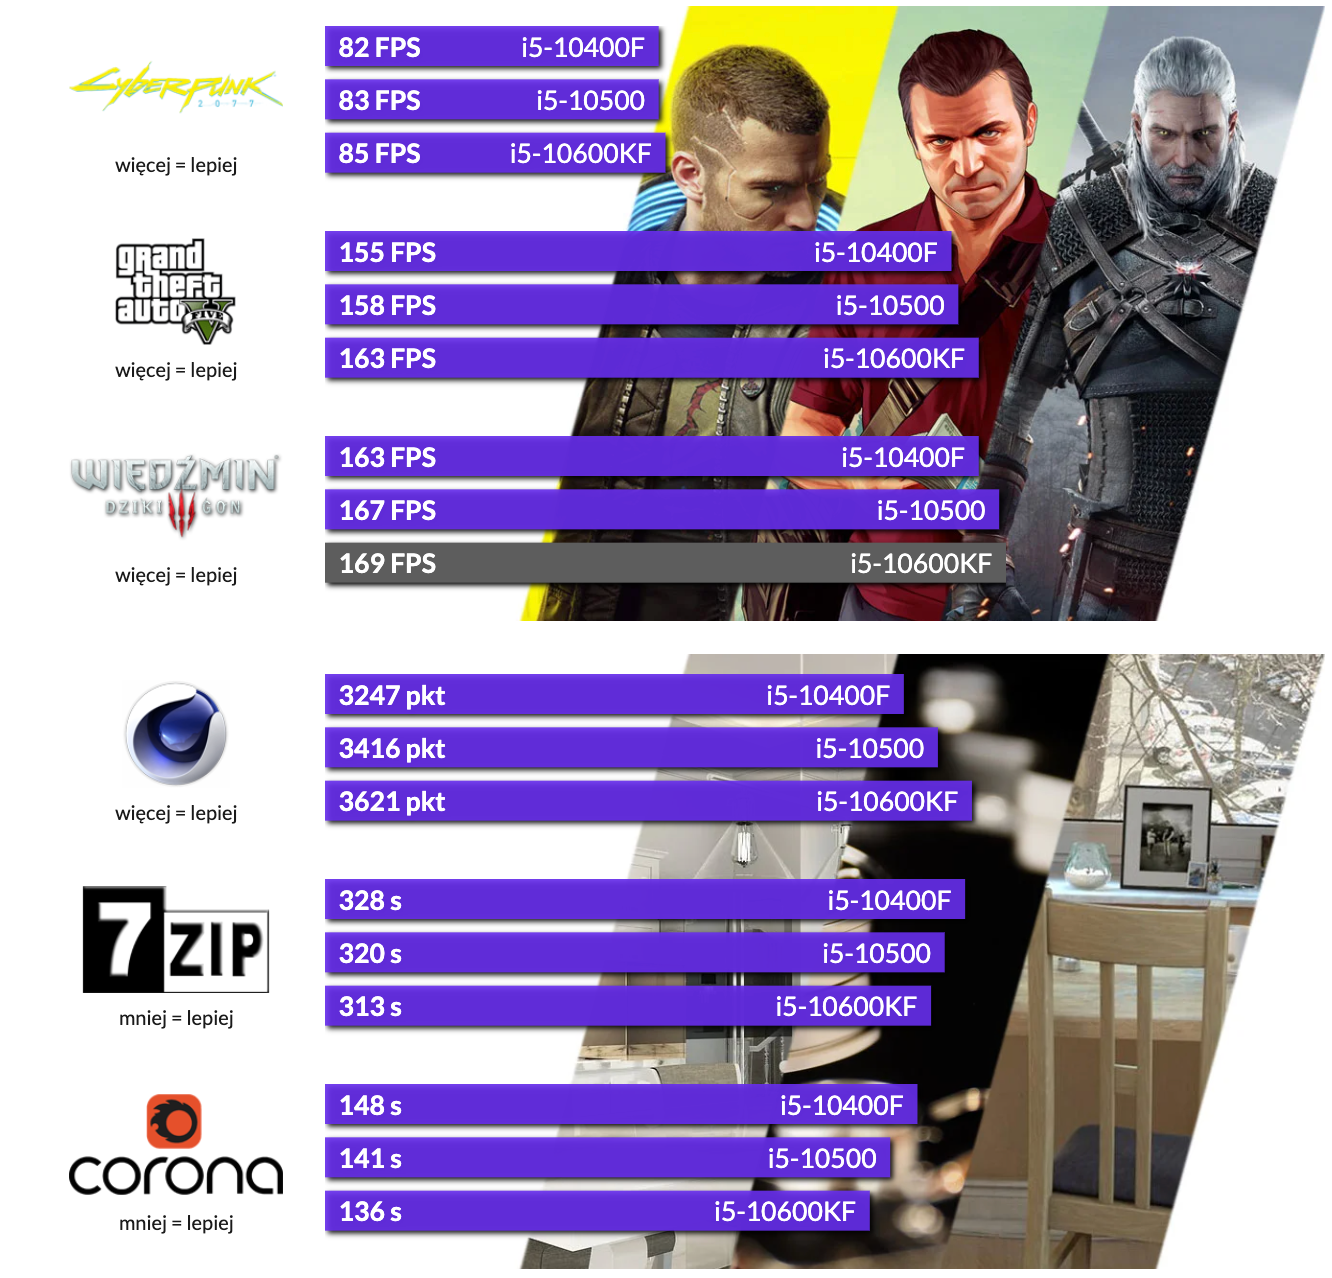 Cyberpunk
2077
więcej = lepiej
82 FPS i5-10400F
83 FPS i5-10500
85 FPS i5-10600KF
grand
theft
auto
FIVE
więcej = lepiej
155 FPS i5-10400F
158 FPS i5-10500
163 FPS i5-10600KF
WIEDŹMIN
DZIKI III GON
więcej = lepiej
163 FPS i5-10400F
167 FPS i5-10500
169 FPS i5-10600KF
więcej = lepiej
3247 pkt i5-10400F
3416 pkt i5-10500
3621 pkt i5-10600KF
7ZIP
mniej = lepiej
328 s i5-10400F
320 s i5-10500
313 s i5-10600KF
corona
mniej = lepiej
148 s i5-10400F
141 s i5-10500
136 s i5-10600KF